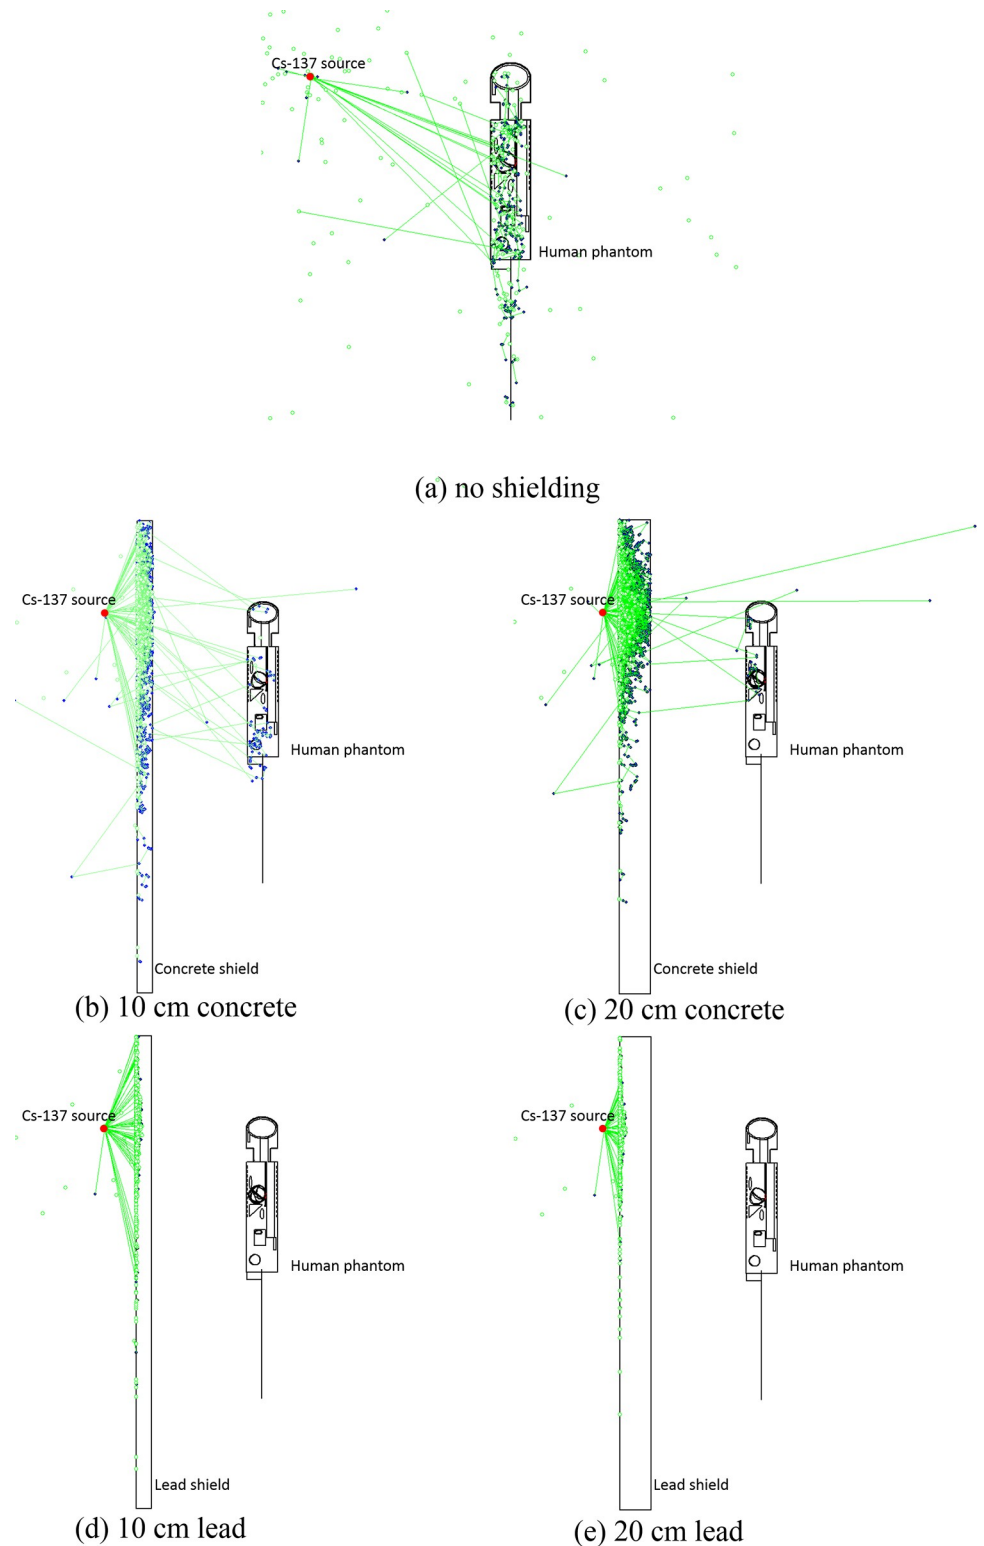 Cs-137 source
Human phantom
(a) no shielding
Cs-137 source
Human phantom
Concrete shield
(b) 10 cm concrete
Cs-137 source
Human phantom
Concrete shield
(c) 20 cm concrete
Cs-137 source
Human phantom
Lead shield
(d) 10 cm lead
Cs-137 source
Human phantom
Lead shield
(e) 20 cm lead